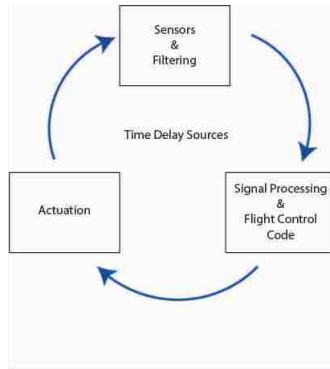 Sensors
&
Filtering
Time Delay Sources
Actuation
Signal Processing
&
Flight Control
Code